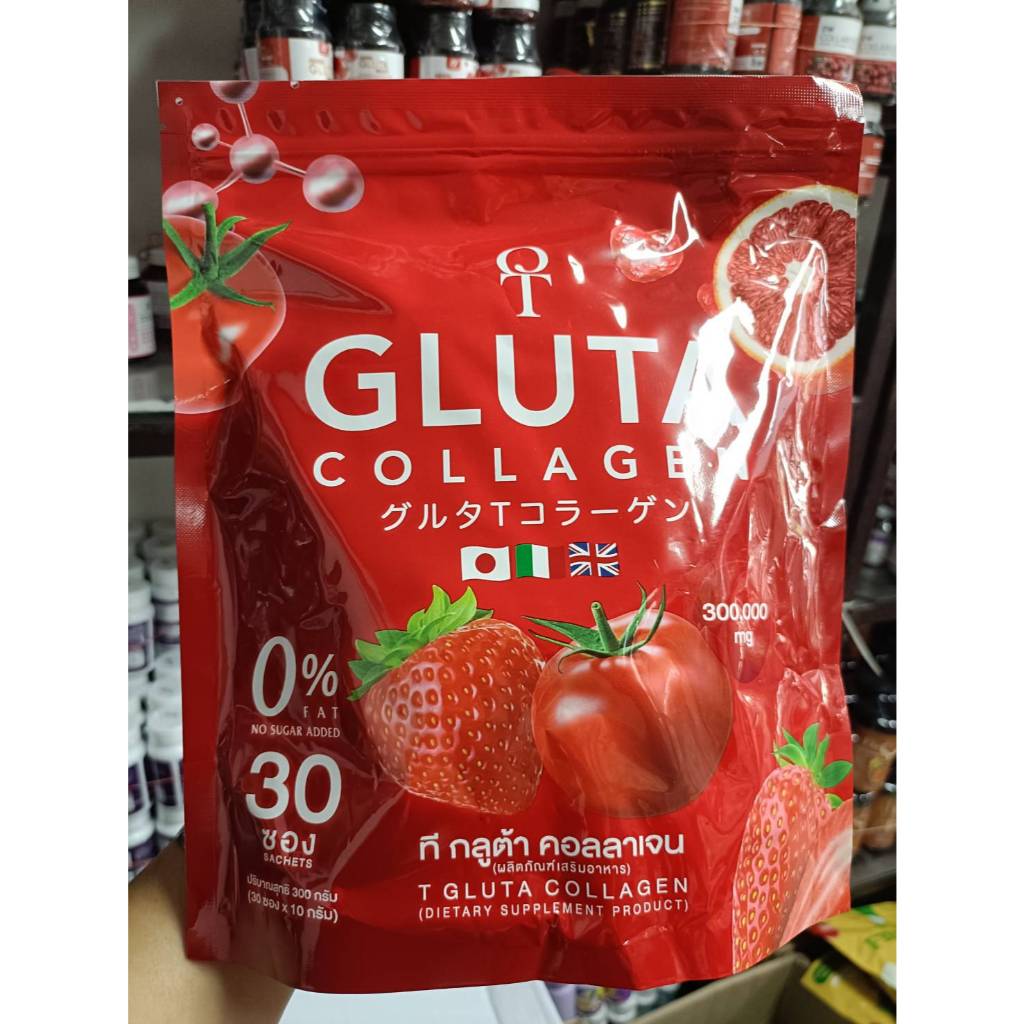 T
GLUTA
COLLAGEN
グルタTコラーゲン
300,000
mg
0%
FAT
NO SUGAR ADDED
30
ซอง
SACHETS
ปริมาณสุทธิ 300 กรัม
(30 ซอง x 10 กรัม)
ที กลูต้า คอลลาเจน
(ผลิตภัณฑ์เสริมอาหาร)
T GLUTA COLLAGEN
(DIETARY SUPPLEMENT PRODUCT)